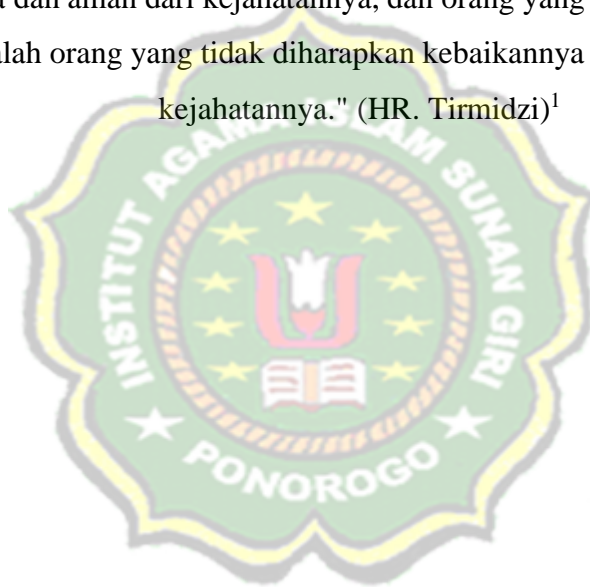 dan aman dari kejahatannya, dan orang yang
alah orang yang tidak diharapkan kebaikannya
kejahatannya." (HR. Tirmidzi)1
INSTITUT AGAMA ISLAM SUNAN GIRI
PONOROGO